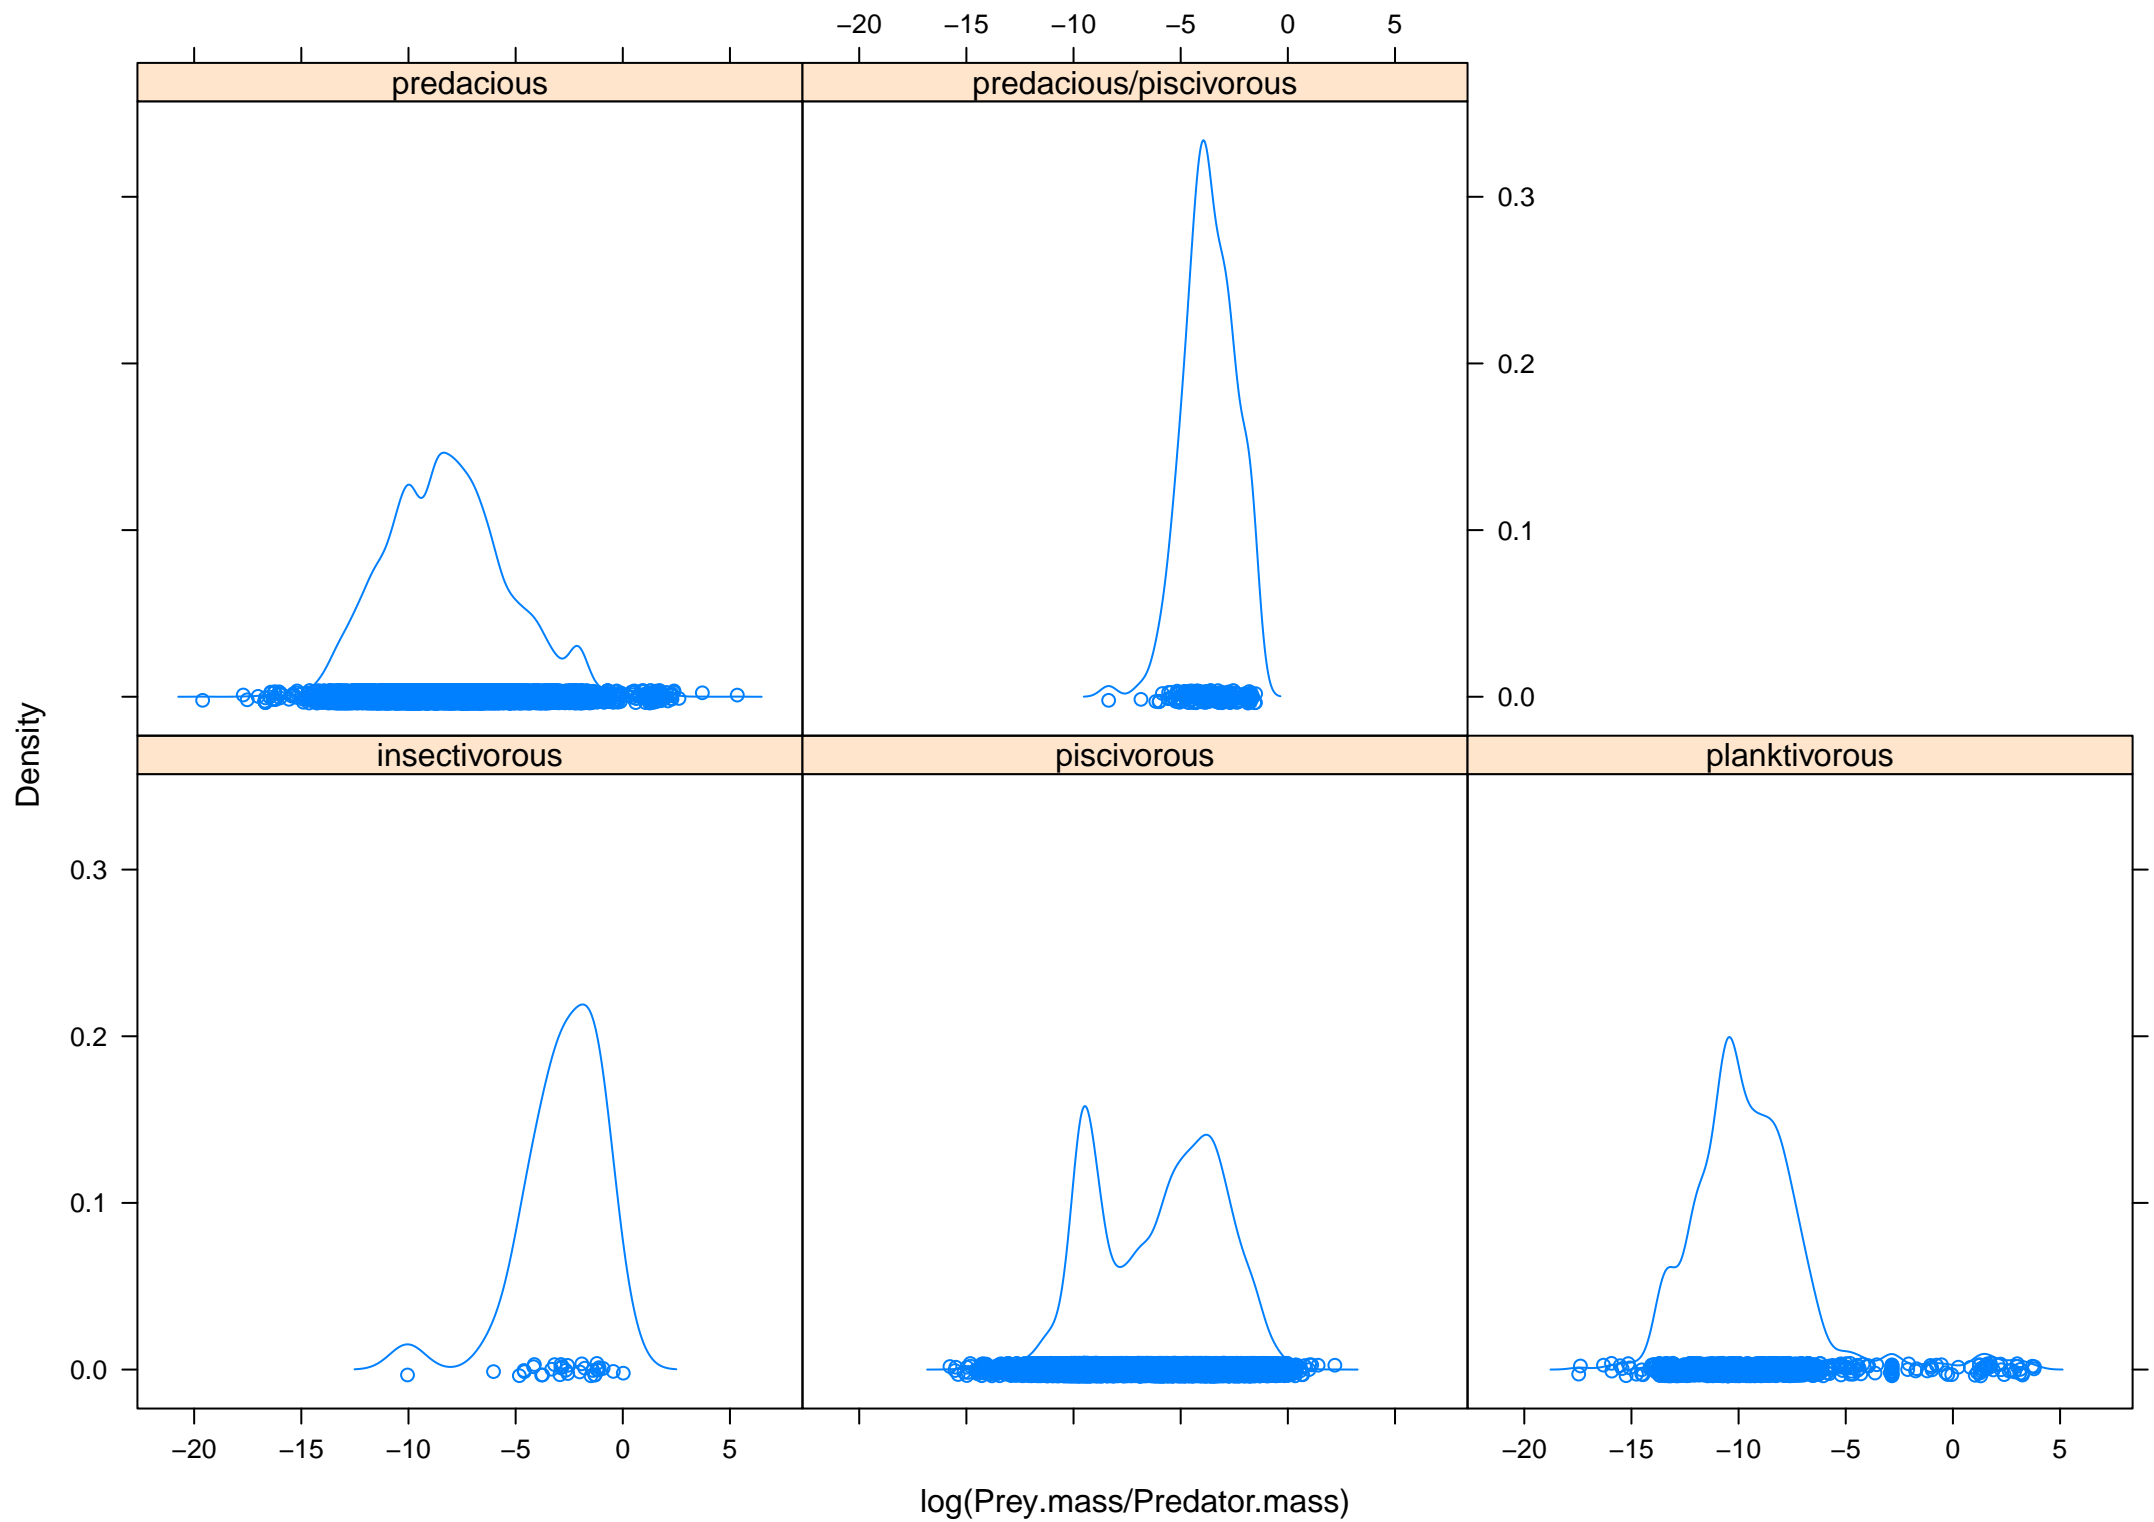 −20 −15 −10 −5 0 5
predacious predacious/piscivorous
0.3
0.2
0.1
0.0
Density
insectivorous piscivorous planktivorous
0.3
0.2
0.1
0.0
−20 −15 −10 −5 0 5 −20 −15 −10 −5 0 5
log(Prey.mass/Predator.mass)